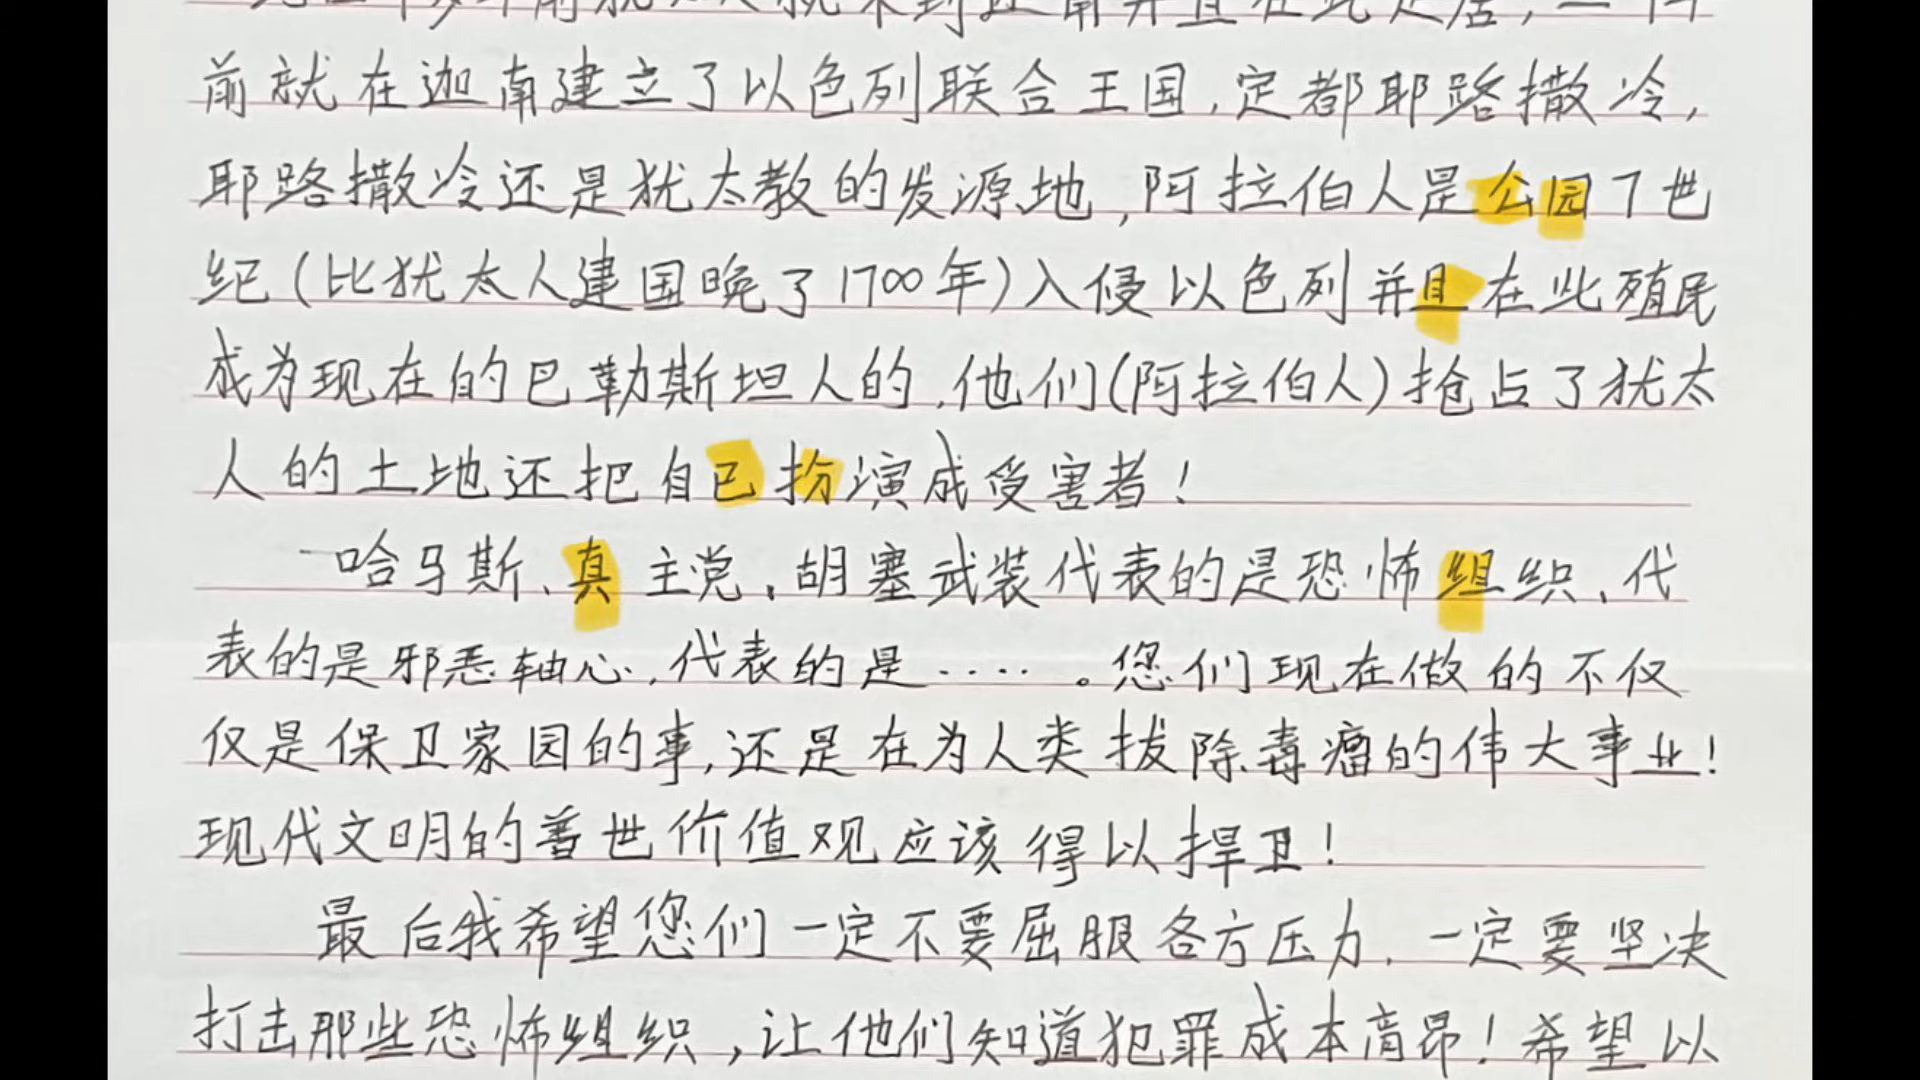 前就在迦南建立了以色列联合王国，定都耶路撒冷，
耶路撒冷还是犹太教的发源地，阿拉伯人是公园7世
纪（比犹太人建国晚了1700年）入侵以色列并且在此殖民
成为现在的巴勒斯坦人的，他们（阿拉伯人）抢占了犹太
人的土地还把自已扮演成受害者！
哈马斯、真主党、胡塞武装代表的是恐怖组织、代
表的是邪恶轴心、代表的是……。您们现在做的不仅
仅是保卫家园的事，还是在为人类拔除毒瘤的伟大事业！
现代文明的普世价值观应该得以捍卫！
最后我希望您们一定不要屈服各方压力，一定要坚决
打击那些恐怖组织，让他们知道犯罪成本高昂！希望以